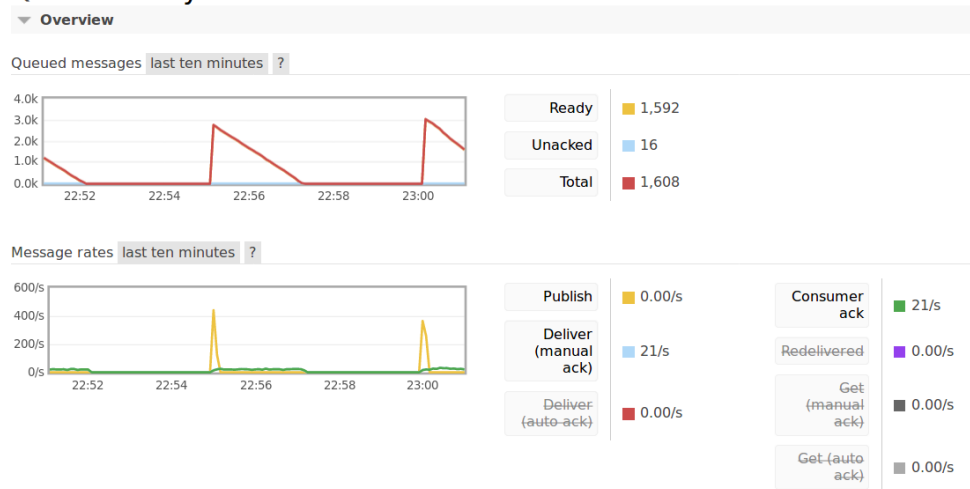 Overview
Queued messages last ten minutes ?
4.0k
3.0k
2.0k
1.0k
0.0k
22:52 22:54 22:56 22:58 23:00
Ready 1,592
Unacked 16
Total 1,608
Message rates last ten minutes ?
600/s
400/s
200/s
0/s
22:52 22:54 22:56 22:58 23:00
Publish 0.00/s
Deliver
(manual
ack)
21/s
Deliver
(auto ack)
0.00/s
Consumer
ack
21/s
Redelivered 0.00/s
Get
(manual
ack)
0.00/s
Get (auto
ack)
0.00/s